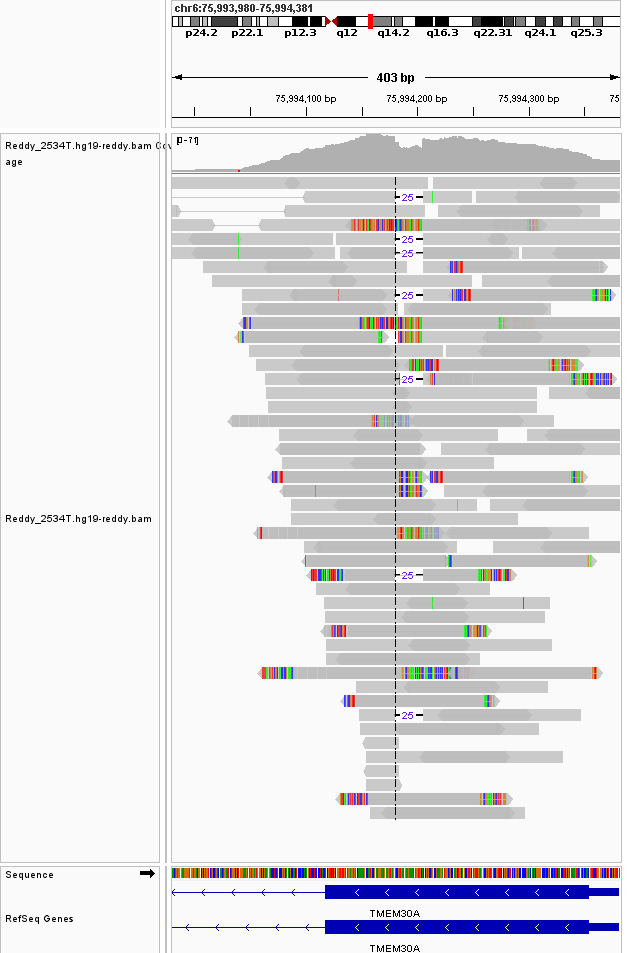 chr6:75,993,980-75,994,381
p24.2 p22.1 p12.3 q12 q14.2 q16.3 q22.31 q24.1 q25.3
403 bp
75,994,100 bp 75,994,200 bp 75,994,300 bp 75
Reddy_2534T.hg19-reddy.bam Cov
age
[0-71]
25
25
25
25
25
Reddy_2534T.hg19-reddy.bam
25
25
Sequence
TMEM30A
RefSeq Genes
TMEM30A